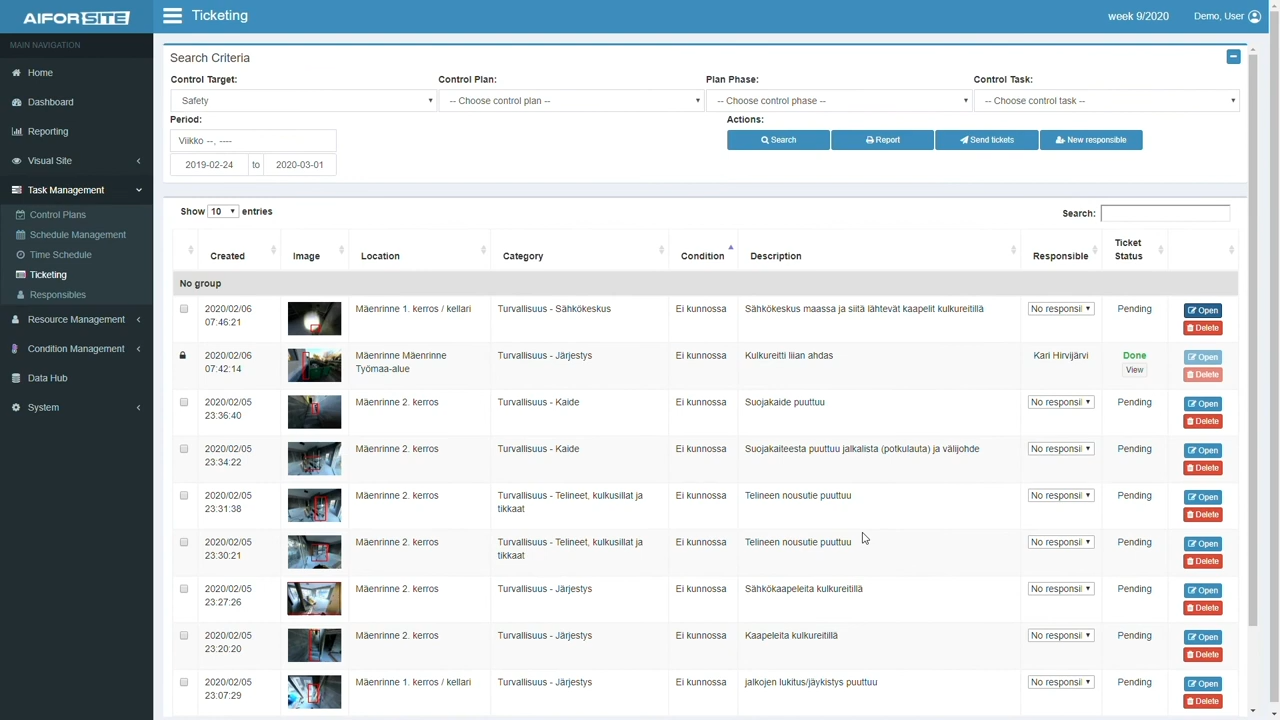 AIFOR SITE
Ticketing
week 9/2020
Demo, User
MAIN NAVIGATION
Home
Dashboard
Reporting
Visual Site
Task Management
Control Plans
Schedule Management
Time Schedule
Ticketing
Responsibles
Resource Management
Condition Management
Data Hub
System
Search Criteria
Control Target: Control Plan: Plan Phase: Control Task:
Safety -- Choose control plan -- -- Choose control phase -- -- Choose control task --
Period: Actions:
Viikko --, ----
Search Report Send tickets New responsible
2019-02-24 to 2020-03-01
Show 10 entries
Search:
Created Image Location Category Condition Description Responsible Ticket Status
No group
2020/02/06 07:46:21 Mäenrinne 1. kerros / kellari Turvallisuus - Sähkökeskus Ei kunnossa Sähkökeskus maassa ja siitä lähtevät kaapelit kulkureitillä No responsil Pending Open Delete
2020/02/06 07:42:14 Mäenrinne Mäenrinne Työmaa-alue Turvallisuus - Järjestys Ei kunnossa Kulkureitti liian ahdas Kari Hirvijärvi Done View Open Delete
2020/02/05 23:36:40 Mäenrinne 2. kerros Turvallisuus - Kaide Ei kunnossa Suojakaide puuttuu No responsil Pending Open Delete
2020/02/05 23:34:22 Mäenrinne 2. kerros Turvallisuus - Kaide Ei kunnossa Suojakaiteesta puuttuu jalkalista (potkulauta) ja välijohde No responsil Pending Open Delete
2020/02/05 23:31:38 Mäenrinne 2. kerros Turvallisuus - Telineet, kulkusillat ja tikkaat Ei kunnossa Telineen nousutie puuttuu No responsil Pending Open Delete
2020/02/05 23:30:21 Mäenrinne 2. kerros Turvallisuus - Telineet, kulkusillat ja tikkaat Ei kunnossa Telineen nousutie puuttuu No responsil Pending Open Delete
2020/02/05 23:27:26 Mäenrinne 2. kerros Turvallisuus - Järjestys Ei kunnossa Sähkökaapeleita kulkureitillä No responsil Pending Open Delete
2020/02/05 23:20:20 Mäenrinne 2. kerros Turvallisuus - Järjestys Ei kunnossa Kaapeleita kulkureitillä No responsil Pending Open Delete
2020/02/05 23:07:29 Mäenrinne 1. kerros / kellari Turvallisuus - Järjestys Ei kunnossa jalkojen lukitus/jäykistys puuttuu No responsil Pending Open Delete